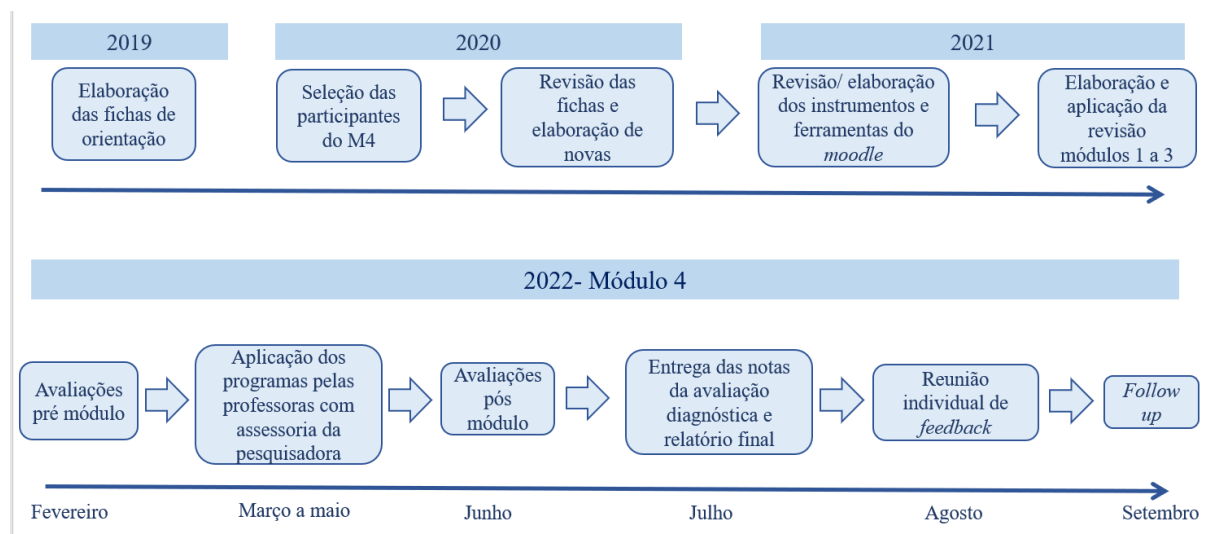 2019
2020
2021
Elaboração
das fichas de
orientação
Seleção das
participantes
do M4
Revisão das
fichas e
elaboração de
novas
Revisão/ elaboração
dos instrumentos e
ferramentas do
moodle
Elaboração e
aplicação da
revisão
módulos 1 a 3
2022- Módulo 4
Avaliações
pré módulo
Aplicação dos
programas pelas
professoras com
assessoria da
pesquisadora
Avaliações
pós
módulo
Entrega das notas
da avaliação
diagnóstica e
relatório final
Reunião
individual de
feedback
Follow
up
Fevereiro
Março a maio
Junho
Julho
Agosto
Setembro